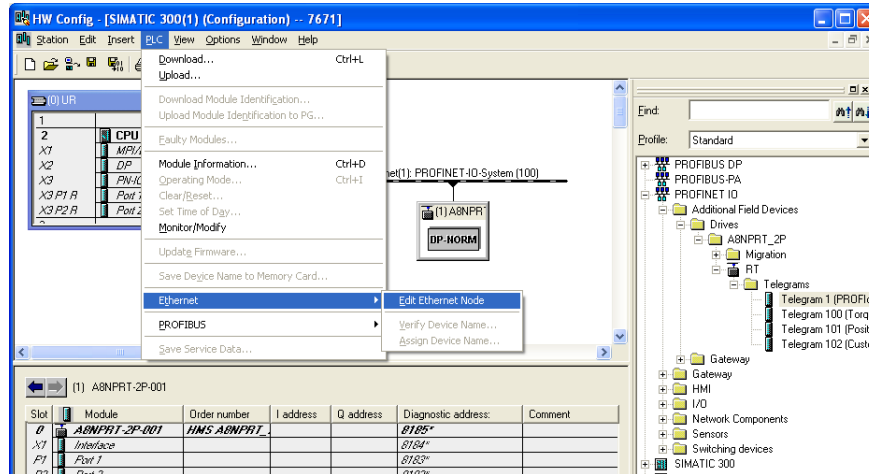 HW Config - [SIMATIC 300(1) (Configuration) -- 7671]
Station Edit Insert PLC View Options Window Help
Download... Ctrl+L
Upload...
Download Module Identification...
Upload Module Identification to PG...
Faulty Modules...
Module Information... Ctrl+D
Operating Mode... Ctrl+I
Clear/Reset...
Set Time of Day...
Monitor/Modify
Update Firmware...
Save Device Name to Memory Card...
Ethernet
PROFIBUS
Save Service Data...
Edit Ethernet Node
Verify Device Name...
Assign Device Name...
(0) UR
1
2 CPU
X1 MPI/
X2 DP
X3 PN-IO
X3 P1 R Port
X3 P2 R Port 2
net(1): PROFINET-IO-System (100)
(1) A8NPRT
DP-NORM
Find:
Profile: Standard
PROFIBUS DP
PROFIBUS-PA
PROFINET IO
Additional Field Devices
Drives
A8NPRT_2P
Migration
RT
Telegrams
Telegram 1 (PROFI
Telegram 100 (Torq
Telegram 101 (Posit
Telegram 102 (Cust
Gateway
Gateway
HMI
I/O
Network Components
Sensors
Switching devices
SIMATIC 300
(1) A8NPRT-2P-001
Slot Module Order number I address Q address Diagnostic address: Comment
0 A8NPRT-2P-001 HMS A8NPRT_ 8185*
X1 Interface 8184*
P1 Port 1 8183*